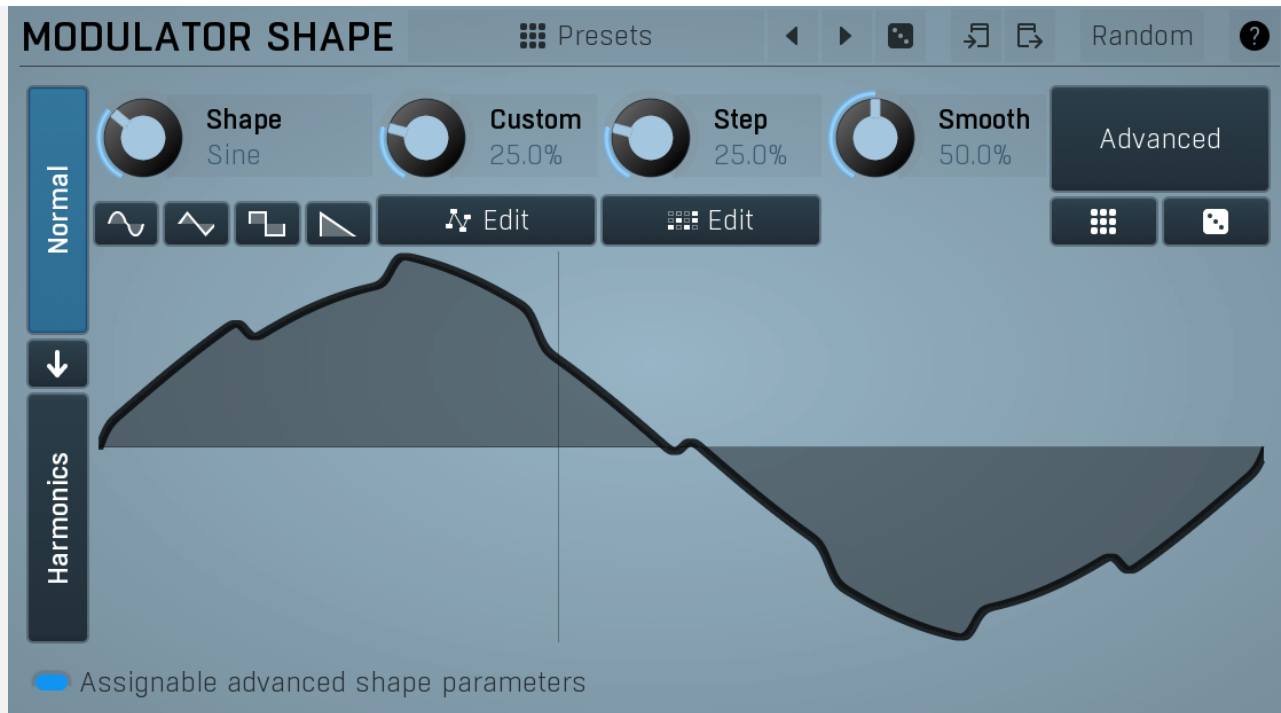 MODULATOR SHAPE
Presets
Random
?
Normal
Shape
Sine
Custom
25.0%
Step
25.0%
Smooth
50.0%
Advanced
Edit
Edit
Harmonics
Assignable advanced shape parameters